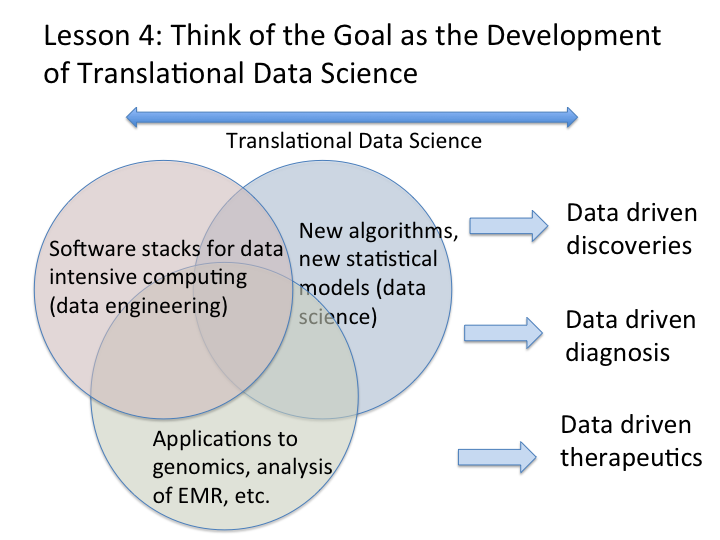 Lesson 4: Think of the Goal as the Development
of Translational Data Science
Translational Data Science
Software stacks for data
intensive computing
(data engineering)
New algorithms,
new statistical
models (data
science)
Applications to
genomics, analysis
of EMR, etc.
Data driven
discoveries
Data driven
diagnosis
Data driven
therapeutics